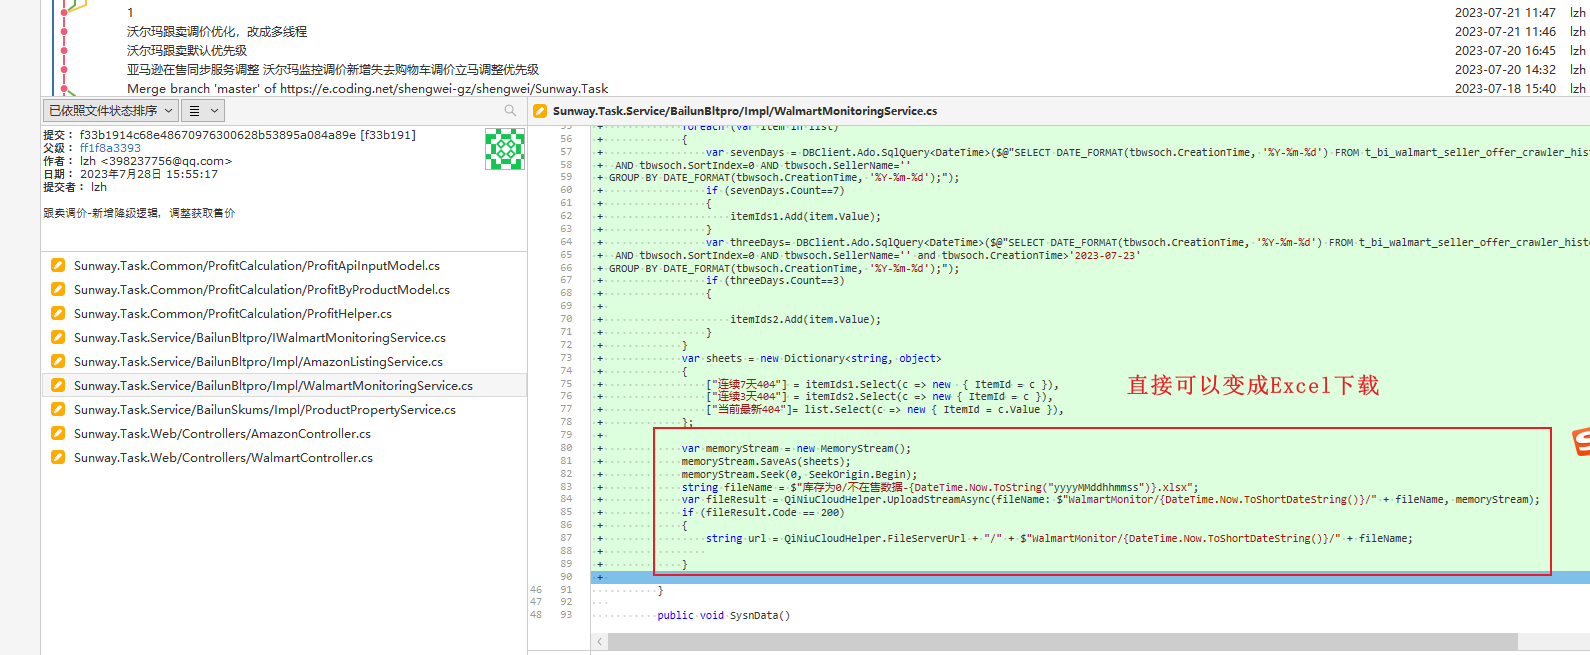 1 2023-07-21 11:47 lzh
沃尔玛跟卖调价优化，改成多线程 2023-07-21 11:46 lzh
沃尔玛跟卖默认优先级 2023-07-20 16:45 lzh
亚马逊在售同步服务调整 沃尔玛监控调价新增失去购物车调价立马调整优先级 2023-07-20 14:32 lzh
Merge branch 'master' of https://e.coding.net/shengwei-gz/shengwei/Sunway.Task 2023-07-18 15:40 lzh
已依照文件状态排序
提交： f33b1914c68e48670976300628b53895a084a89e [f33b191]
父级： ff1f8a3393
作者： lzh <398237756@qq.com>
日期： 2023年7月28日 15:55:17
提交者： lzh
跟卖调价-新增降级逻辑，调整获取售价
Sunway.Task.Common/ProfitCalculation/ProfitApiInputModel.cs
Sunway.Task.Common/ProfitCalculation/ProfitByProductModel.cs
Sunway.Task.Common/ProfitCalculation/ProfitHelper.cs
Sunway.Task.Service/BailunBltpro/IWalmartMonitoringService.cs
Sunway.Task.Service/BailunBltpro/Impl/AmazonListingService.cs
Sunway.Task.Service/BailunBltpro/Impl/WalmartMonitoringService.cs
Sunway.Task.Service/BailunSkums/Impl/ProductPropertyService.cs
Sunway.Task.Web/Controllers/AmazonController.cs
Sunway.Task.Web/Controllers/WalmartController.cs
Sunway.Task.Service/BailunBltpro/Impl/WalmartMonitoringService.cs
55 + foreach (var item in list)
56 + {
57 + var sevenDays = DBClient.Ado.SqlQuery<DateTime>($@"SELECT DATE_FORMAT(tbwsoch.CreationTime, '%Y-%m-%d') FROM t_bi_walmart_seller_offer_crawler_hist
58 + AND tbwsoch.SortIndex=0 AND tbwsoch.SellerName=''
59 + GROUP BY DATE_FORMAT(tbwsoch.CreationTime, '%Y-%m-%d');");
60 + if (sevenDays.Count==7)
61 + {
62 + itemIds1.Add(item.Value);
63 + }
64 + var threeDays= DBClient.Ado.SqlQuery<DateTime>($@"SELECT DATE_FORMAT(tbwsoch.CreationTime, '%Y-%m-%d') FROM t_bi_walmart_seller_offer_crawler_histo
65 + AND tbwsoch.SortIndex=0 AND tbwsoch.SellerName='' and tbwsoch.CreationTime>'2023-07-23'
66 + GROUP BY DATE_FORMAT(tbwsoch.CreationTime, '%Y-%m-%d');");
67 + if (threeDays.Count==3)
68 + {
69 +
70 + itemIds2.Add(item.Value);
71 + }
72 + }
73 + var sheets = new Dictionary<string, object>
74 + {
75 + ["连续7天404"] = itemIds1.Select(c => new { ItemId = c }),
76 + ["连续3天404"] = itemIds2.Select(c => new { ItemId = c }),
77 + ["当前最新404"]= list.Select(c => new { ItemId = c.Value }),
78 + };
直接可以变成Excel下载
79 +
80 + var memoryStream = new MemoryStream();
81 + memoryStream.SaveAs(sheets);
82 + memoryStream.Seek(0, SeekOrigin.Begin);
83 + string fileName = $"库存为0/不在售数据-{DateTime.Now.ToString("yyyyMMddhhmmss")}.xlsx";
84 + var fileResult = QiNiuCloudHelper.UploadStreamAsync(fileName: $"WalmartMonitor/{DateTime.Now.ToShortDateString()}/" + fileName, memoryStream);
85 + if (fileResult.Code == 200)
86 + {
87 + string url = QiNiuCloudHelper.FileServerUrl + "/" + $"WalmartMonitor/{DateTime.Now.ToShortDateString()}/" + fileName;
88 +
89 + }
90 +
46 91 }
47 92
48 93 public void SysnData()